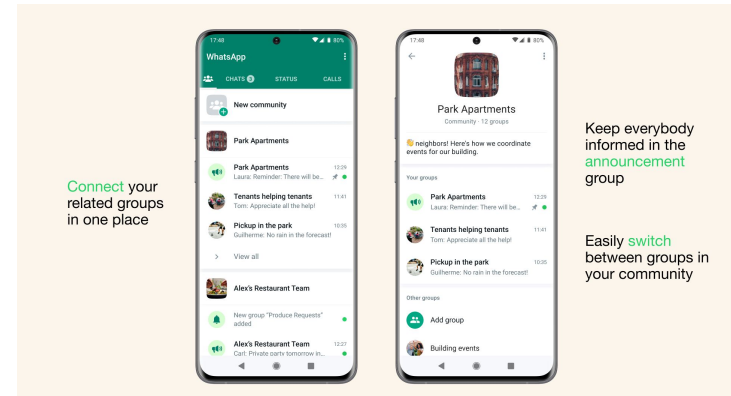 Connect your
related groups
in one place
17:48
80%
WhatsApp
CHATS
STATUS
CALLS
New community
Park Apartments
Park Apartments 12:29
Laura: Reminder: There will be...
Tenants helping tenants 11:41
Tom: Appreciate all the help!
Pickup in the park 10:35
Guilherme: No rain in the forecast!
View all
Alex's Restaurant Team
New group "Produce Requests"
added
Alex's Restaurant Team 12:27
Carl: Private party tomorrow in...
17:48
80%
Park Apartments
Community · 12 groups
👋 neighbors! Here's how we coordinate
events for our building.
Your groups
Park Apartments 12:29
Laura: Reminder: There will be...
Tenants helping tenants 11:41
Tom: Appreciate all the help!
Pickup in the park 10:35
Guilherme: No rain in the forecast!
Other groups
Add group
Building events
Keep everybody
informed in the
announcement
group
Easily switch
between groups in
your community